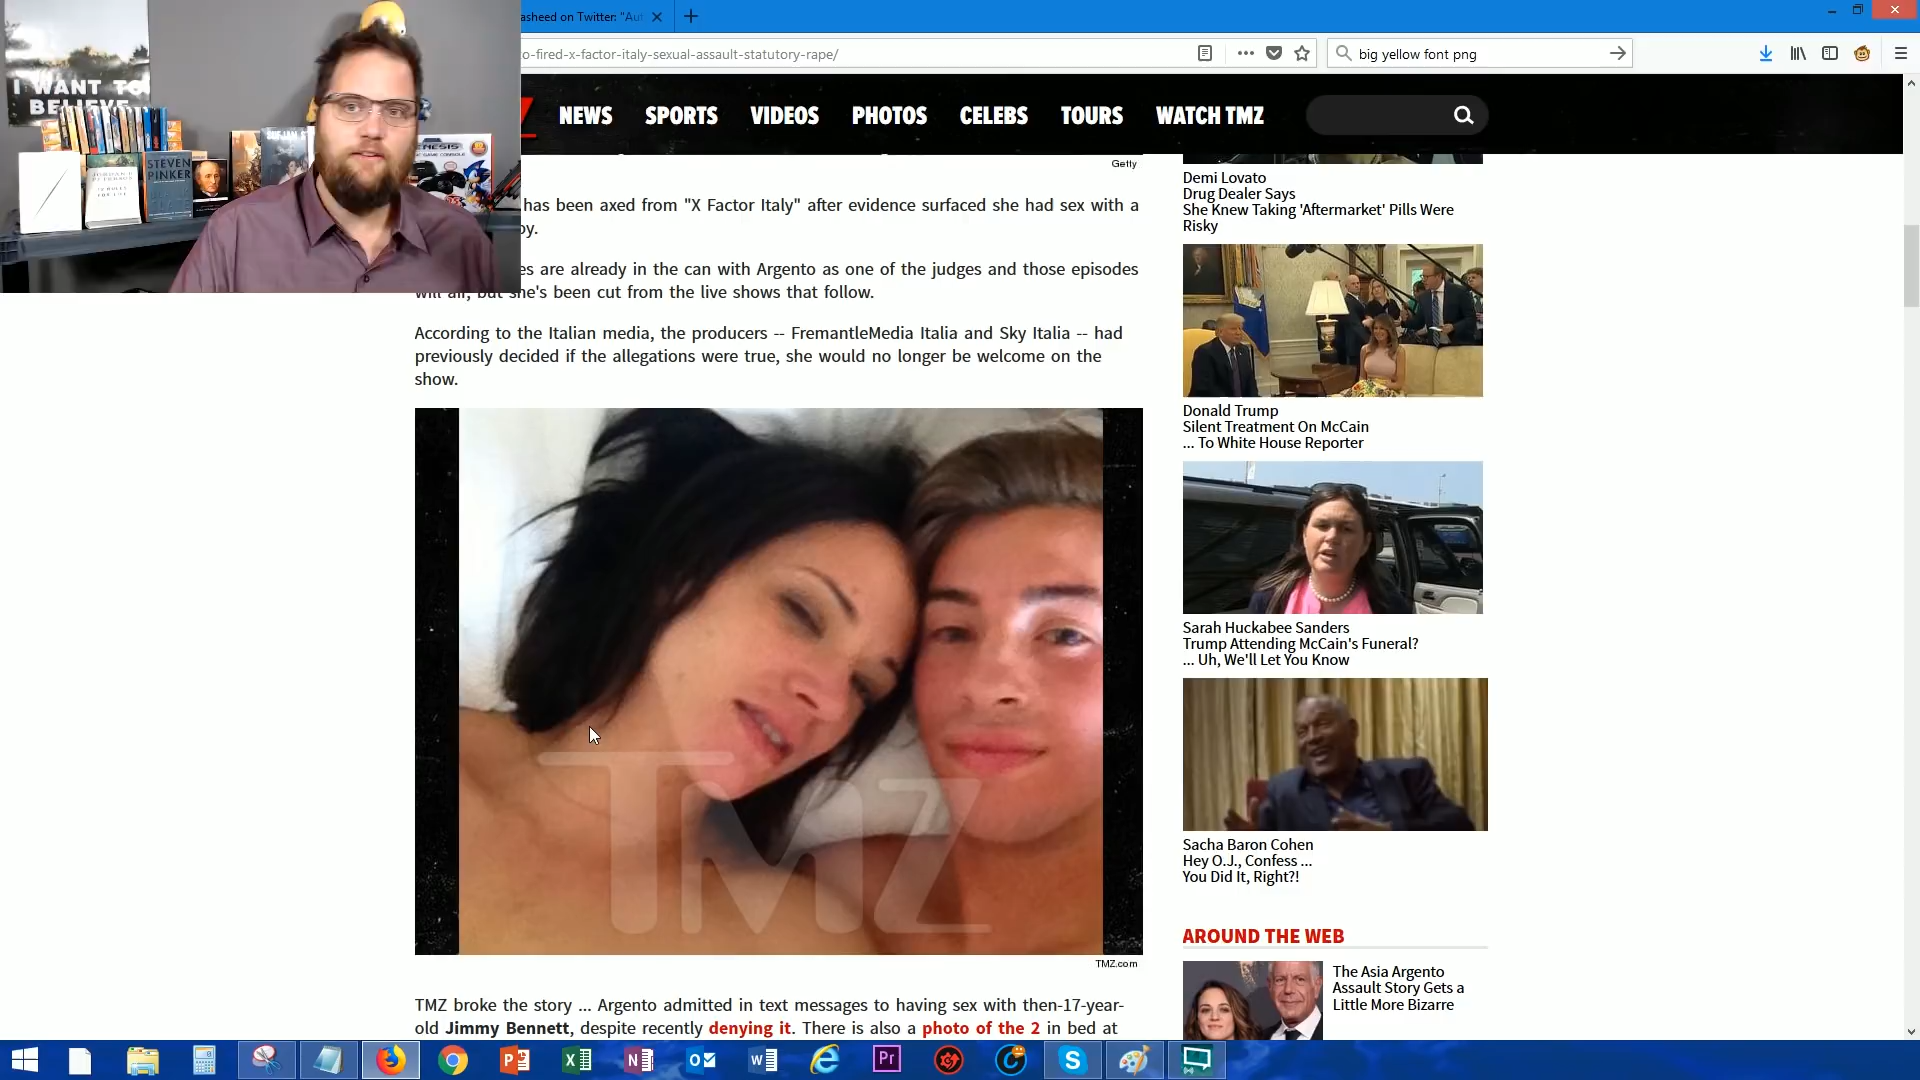 asheed on Twitter: "Aut
o-fired-x-factor-italy-sexual-assault-statutory-rape/
big yellow font png
I WANT TO
BELIEVE
STEVEN
PINKER
GENESIS
NEWS SPORTS VIDEOS PHOTOS CELEBS TOURS WATCH TMZ
Getty
has been axed from "X Factor Italy" after evidence surfaced she had sex with a
oy.
es are already in the can with Argento as one of the judges and those episodes
will air, but she's been cut from the live shows that follow.
According to the Italian media, the producers -- FremantleMedia Italia and Sky Italia -- had
previously decided if the allegations were true, she would no longer be welcome on the
show.
TMZ
TMZ.com
TMZ broke the story ... Argento admitted in text messages to having sex with then-17-year-
old Jimmy Bennett, despite recently denying it. There is also a photo of the 2 in bed at
Demi Lovato
Drug Dealer Says
She Knew Taking 'Aftermarket' Pills Were
Risky
Donald Trump
Silent Treatment On McCain
... To White House Reporter
Sarah Huckabee Sanders
Trump Attending McCain's Funeral?
... Uh, We'll Let You Know
Sacha Baron Cohen
Hey O.J., Confess ...
You Did It, Right?!
AROUND THE WEB
The Asia Argento
Assault Story Gets a
Little More Bizarre